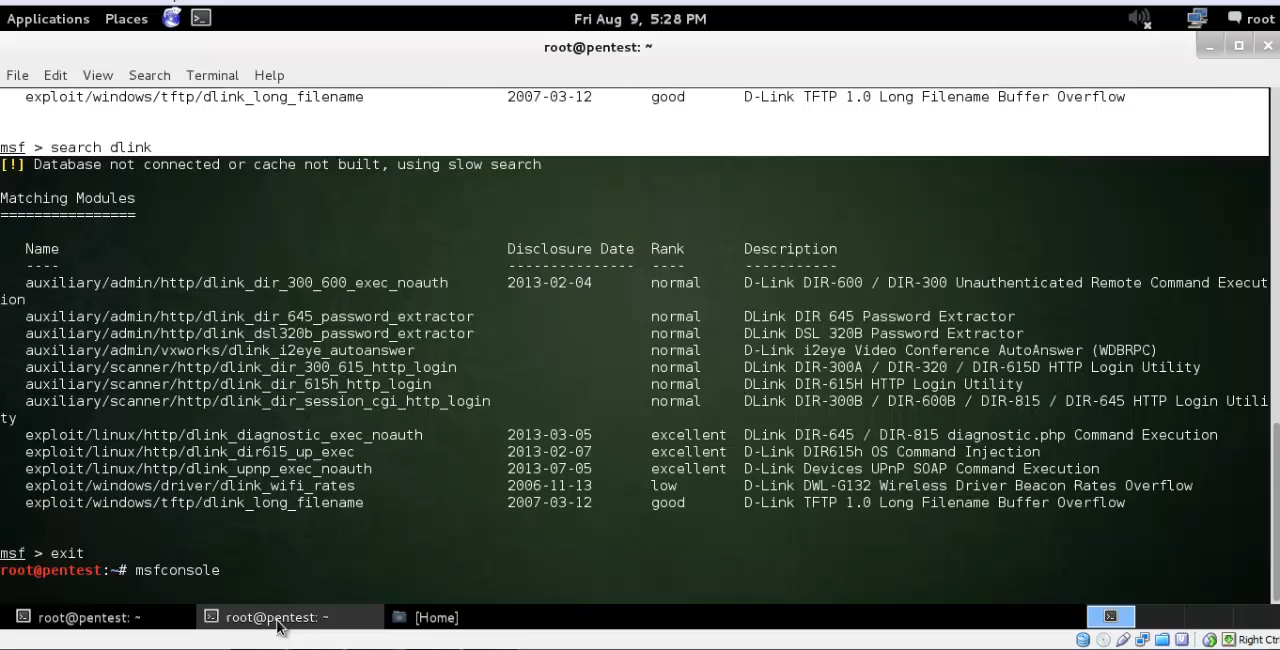 Applications Places Fri Aug 9, 5:28 PM root
root@pentest: ~
File Edit View Search Terminal Help
exploit/windows/tftp/dlink_long_filename 2007-03-12 good D-Link TFTP 1.0 Long Filename Buffer Overflow
msf > search dlink
[!] Database not connected or cache not built, using slow search
Matching Modules
================
Name Disclosure Date Rank Description
---- --------------- ---- -----------
auxiliary/admin/http/dlink_dir_300_600_exec_noauth 2013-02-04 normal D-Link DIR-600 / DIR-300 Unauthenticated Remote Command Execut
ion
auxiliary/admin/http/dlink_dir_645_password_extractor normal DLink DIR 645 Password Extractor
auxiliary/admin/http/dlink_dsl320b_password_extractor normal DLink DSL 320B Password Extractor
auxiliary/admin/vxworks/dlink_i2eye_autoanswer normal D-Link i2eye Video Conference AutoAnswer (WDBRPC)
auxiliary/scanner/http/dlink_dir_300_615_http_login normal DLink DIR-300A / DIR-320 / DIR-615D HTTP Login Utility
auxiliary/scanner/http/dlink_dir_615h_http_login normal DLink DIR-615H HTTP Login Utility
auxiliary/scanner/http/dlink_dir_session_cgi_http_login normal DLink DIR-300B / DIR-600B / DIR-815 / DIR-645 HTTP Login Utili
ty
exploit/linux/http/dlink_diagnostic_exec_noauth 2013-03-05 excellent DLink DIR-645 / DIR-815 diagnostic.php Command Execution
exploit/linux/http/dlink_dir615_up_exec 2013-02-07 excellent DLink DIR615h OS Command Injection
exploit/linux/http/dlink_upnp_exec_noauth 2013-07-05 excellent D-Link Devices UPnP SOAP Command Execution
exploit/windows/driver/dlink_wifi_rates 2006-11-13 low D-Link DWL-G132 Wireless Driver Beacon Rates Overflow
exploit/windows/tftp/dlink_long_filename 2007-03-12 good D-Link TFTP 1.0 Long Filename Buffer Overflow
msf > exit
root@pentest:~# msfconsole
root@pentest: ~ root@pentest: ~ [Home]
Right Ctr